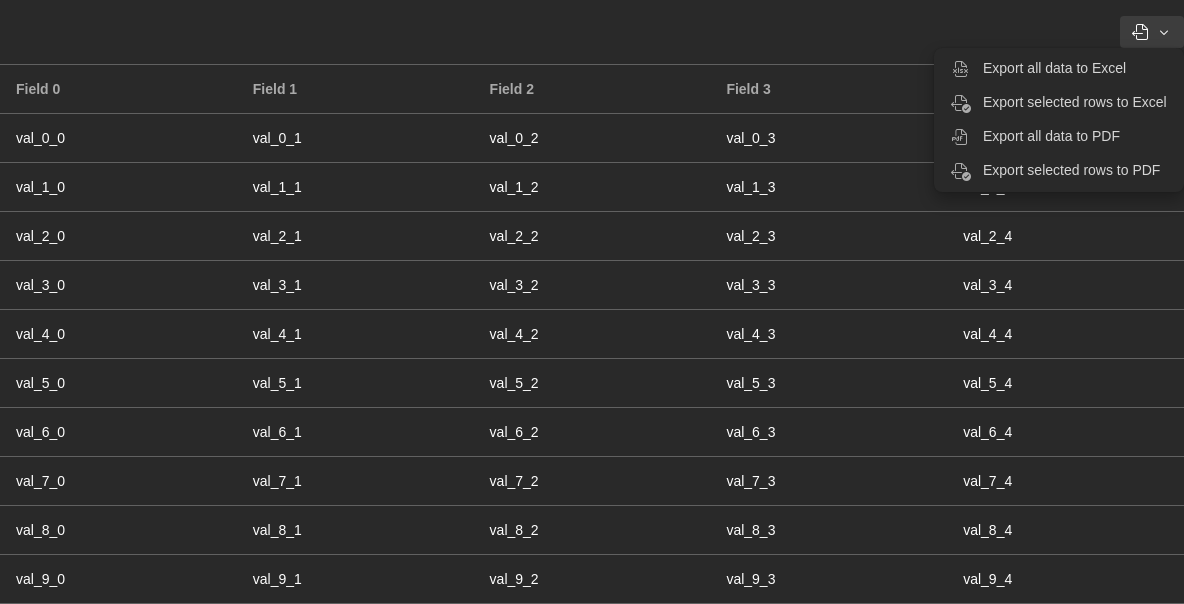 Export all data to Excel
Export selected rows to Excel
Export all data to PDF
Export selected rows to PDF
Field 0 Field 1 Field 2 Field 3
val_0_0 val_0_1 val_0_2 val_0_3
val_1_0 val_1_1 val_1_2 val_1_3
val_2_0 val_2_1 val_2_2 val_2_3 val_2_4
val_3_0 val_3_1 val_3_2 val_3_3 val_3_4
val_4_0 val_4_1 val_4_2 val_4_3 val_4_4
val_5_0 val_5_1 val_5_2 val_5_3 val_5_4
val_6_0 val_6_1 val_6_2 val_6_3 val_6_4
val_7_0 val_7_1 val_7_2 val_7_3 val_7_4
val_8_0 val_8_1 val_8_2 val_8_3 val_8_4
val_9_0 val_9_1 val_9_2 val_9_3 val_9_4